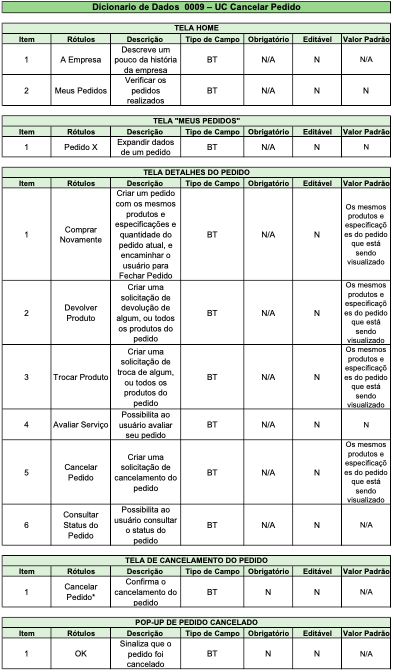 Dicionario de Dados 0009 – UC Cancelar Pedido
TELA HOME
Item Rótulos Descrição Tipo de Campo Obrigatório Editável Valor Padrão
1 A Empresa Descreve um pouco da história da empresa BT N/A N N/A
2 Meus Pedidos Verificar os pedidos realizados BT N/A N N
TELA "MEUS PEDIDOS"
Item Rótulos Descrição Tipo de Campo Obrigatório Editável Valor Padrão
1 Pedido X Expandir dados de um pedido BT N/A N N
TELA DETALHES DO PEDIDO
Item Rótulos Descrição Tipo de Campo Obrigatório Editável Valor Padrão
1 Comprar Novamente Criar um pedido com os mesmos produtos e especificações e quantidade do pedido atual, e encaminhar o usuário para Fechar Pedido BT N/A N Os mesmos produtos e especificaçõ es do pedido que está sendo visualizado
2 Devolver Produto Criar uma solicitação de devolução de algum, ou todos os produtos do pedido BT N/A N Os mesmos produtos e especificaçõ es do pedido que está sendo visualizado
3 Trocar Produto Criar uma solicitação de troca de algum, ou todos os produtos do pedido BT N/A N Os mesmos produtos e especificaçõ es do pedido que está sendo visualizado
4 Avaliar Serviço Possibilita ao usuário avaliar seu pedido BT N/A N N
5 Cancelar Pedido Criar uma solicitação de cancelamento do pedido BT N/A N Os mesmos produtos e especificaçõ es do pedido que está sendo visualizado
6 Consultar Status do Pedido Possibilita ao usuário consultar o status do pedido BT N/A N N/A
TELA DE CANCELAMENTO DO PEDIDO
Item Rótulos Descrição Tipo de Campo Obrigatório Editável Valor Padrão
1 Cancelar Pedido* Confirma o cancelamento do pedido BT N N N/A
POP-UP DE PEDIDO CANCELADO
Item Rótulos Descrição Tipo de Campo Obrigatório Editável Valor Padrão
1 OK Sinaliza que o pedido foi cancelado BT N N N/A